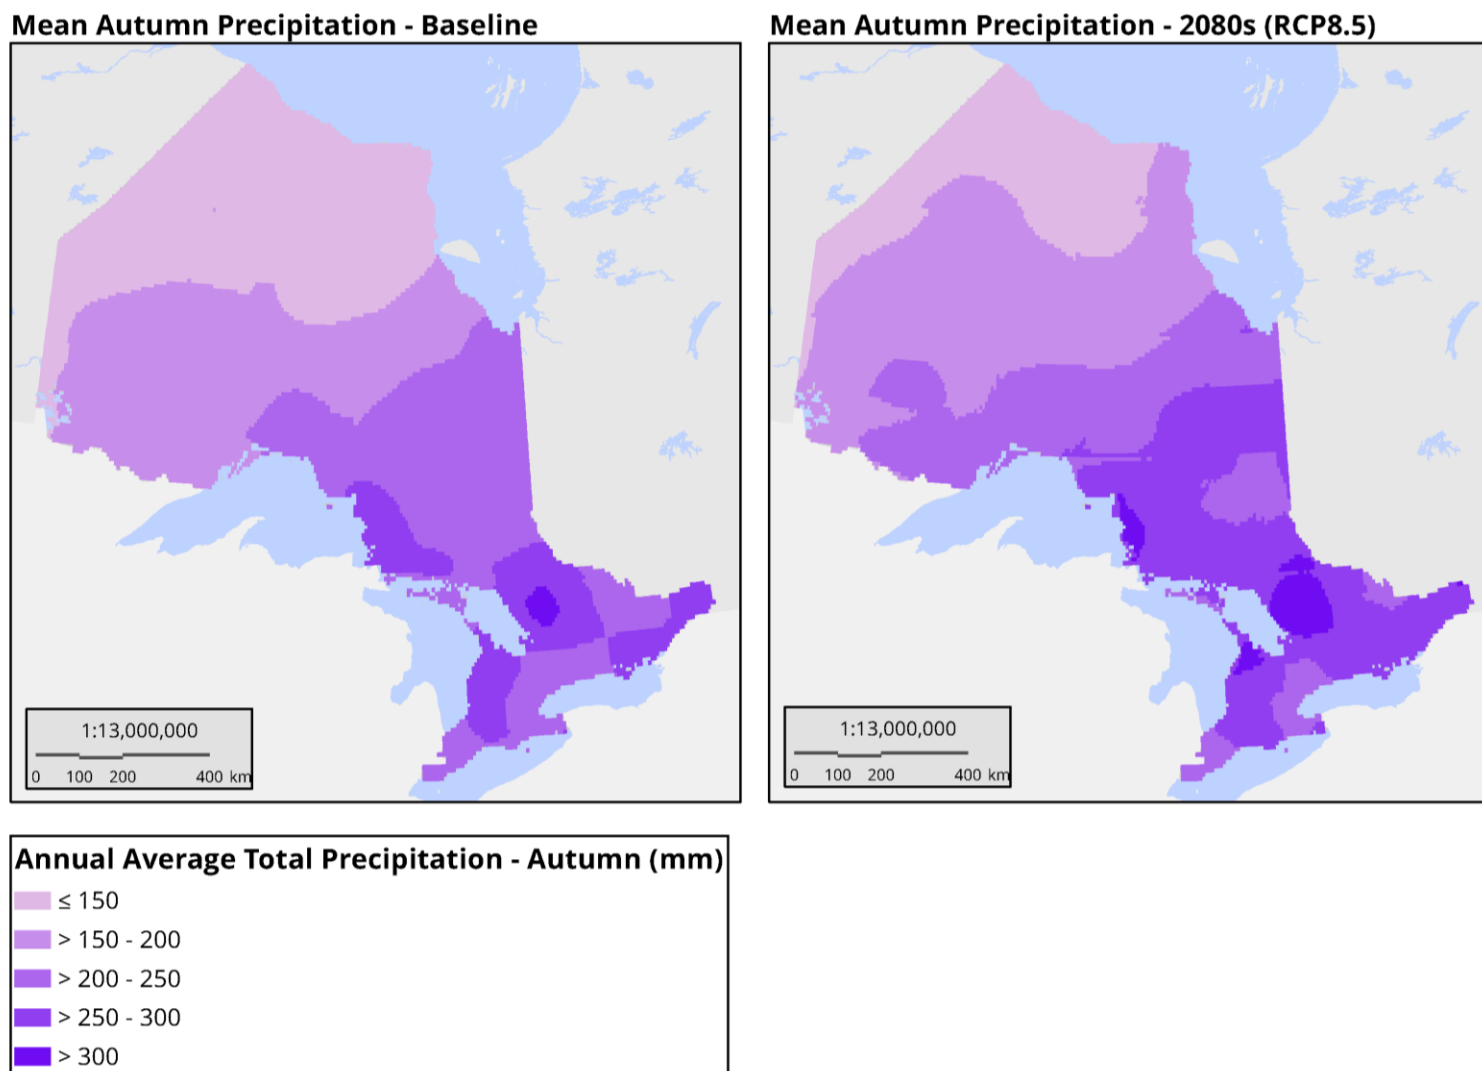 Mean Autumn Precipitation - Baseline
Mean Autumn Precipitation - 2080s (RCP8.5)
1:13,000,000
0 100 200 400 km
1:13,000,000
0 100 200 400 km
Annual Average Total Precipitation - Autumn (mm)
≤ 150
> 150 - 200
> 200 - 250
> 250 - 300
> 300